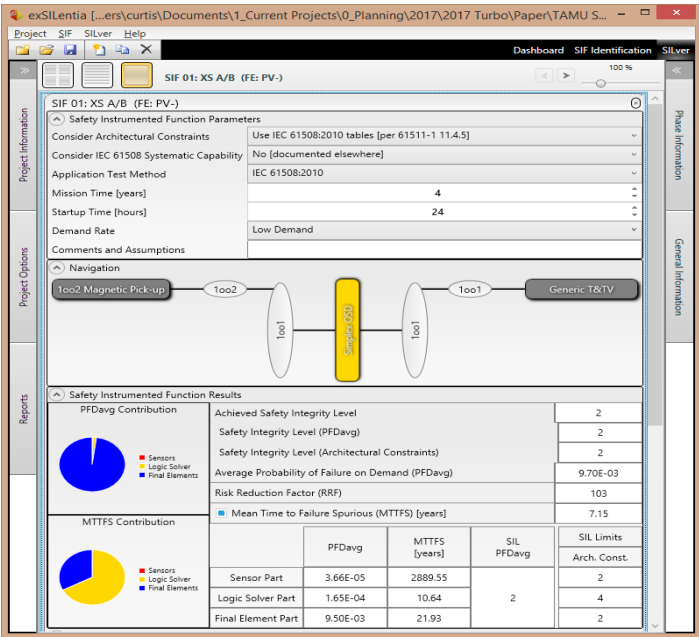 exSILentia [...ers\curtis\Documents\1_Current Projects\0_Planning\2017\2017 Turbo\Paper\TAMU S...
Project SIF SILver Help
Dashboard SIF Identification SILver
SIF 01: XS A/B (FE: PV-)
100 %
Project Information
Project Options
Reports
Phase Information
General Information
SIF 01: XS A/B (FE: PV-)
Safety Instrumented Function Parameters
Consider Architectural Constraints Use IEC 61508:2010 tables [per 61511-1 11.4.5]
Consider IEC 61508 Systematic Capability No [documented elsewhere]
Application Test Method IEC 61508:2010
Mission Time [years] 4
Startup Time [hours] 24
Demand Rate Low Demand
Comments and Assumptions
Navigation
1oo2 Magnetic Pick-up 1oo2 1oo1 Simplex OSD 1oo1 1oo1 Generic T&TV
Safety Instrumented Function Results
PFDavg Contribution
Sensors
Logic Solver
Final Elements
Achieved Safety Integrity Level 2
Safety Integrity Level (PFDavg) 2
Safety Integrity Level (Architectural Constraints) 2
Average Probability of Failure on Demand (PFDavg) 9.70E-03
Risk Reduction Factor (RRF) 103
Mean Time to Failure Spurious (MTTFS) [years] 7.15
MTTFS Contribution
Sensors
Logic Solver
Final Elements
PFDavg MTTFS [years] SIL PFDavg SIL Limits
Arch. Const.
Sensor Part 3.66E-05 2889.55 2
Logic Solver Part 1.65E-04 10.64 2 4
Final Element Part 9.50E-03 21.93 2